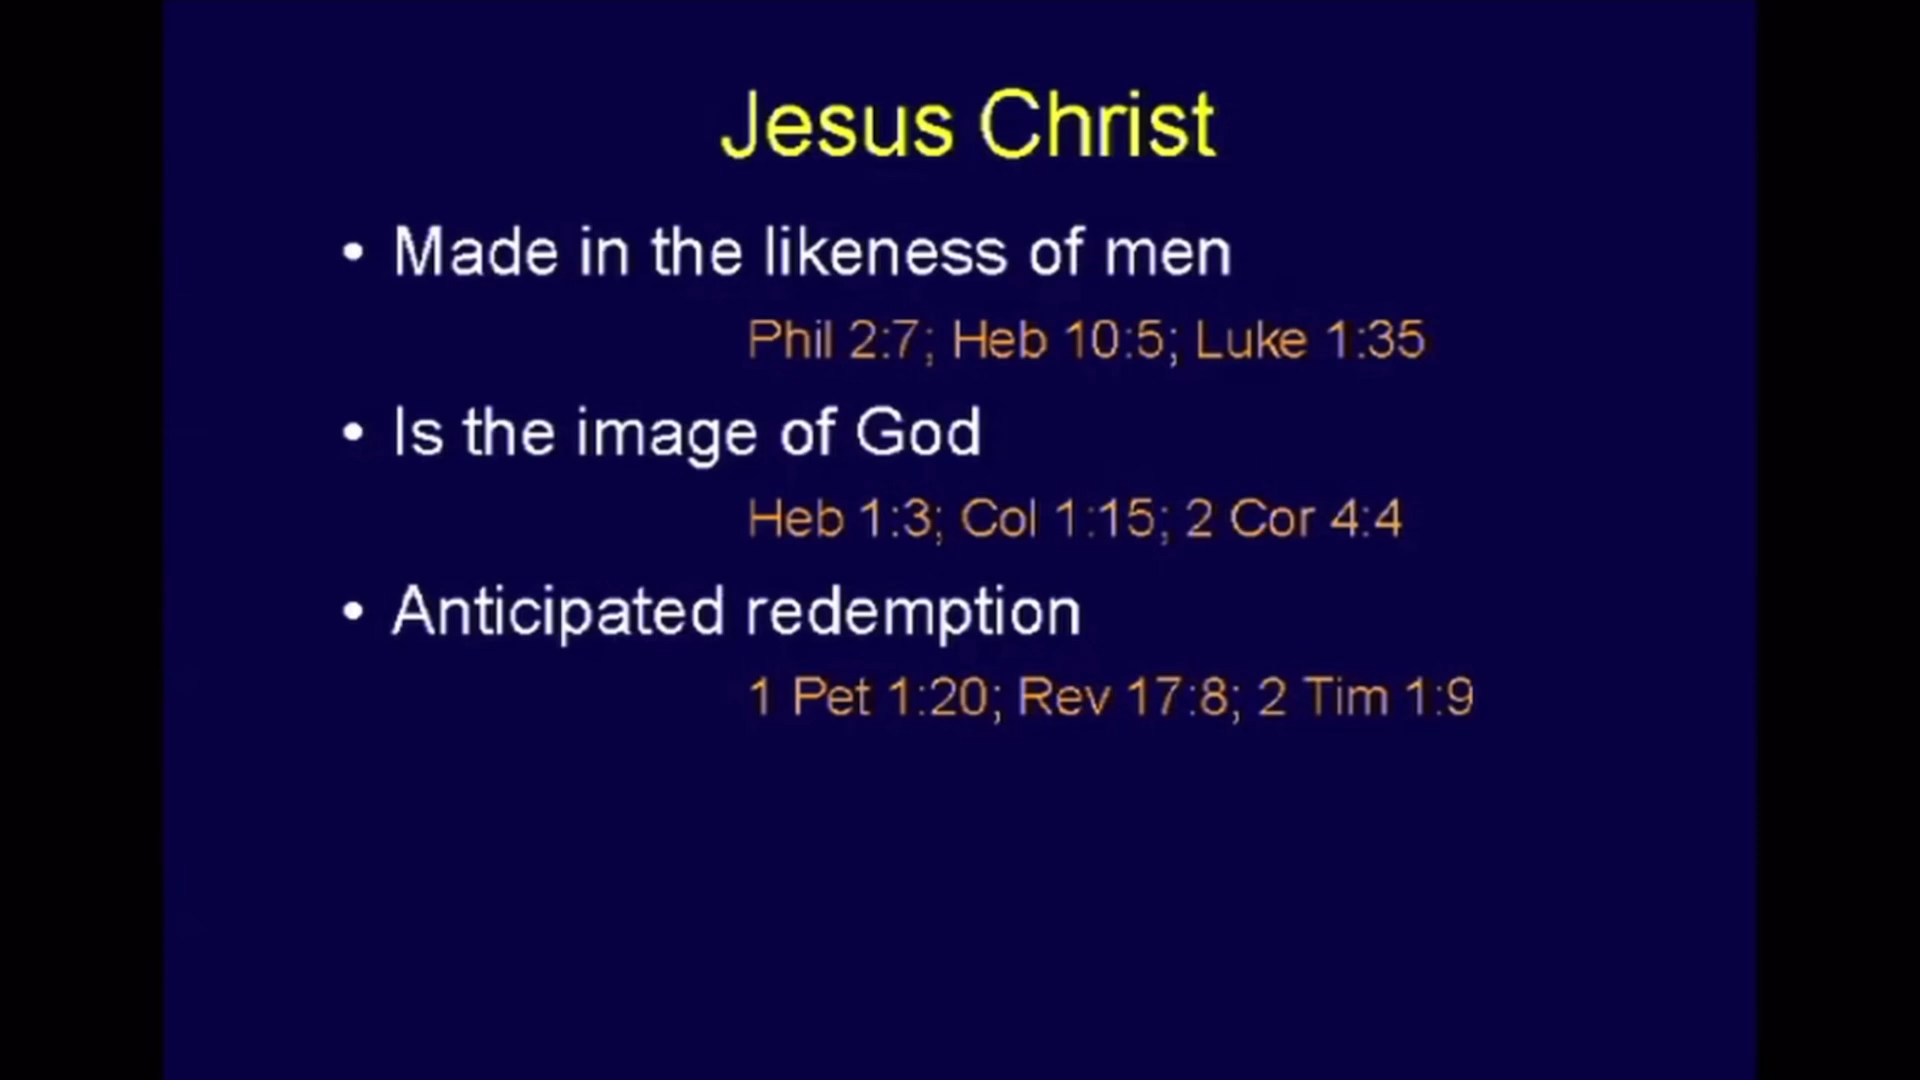 Jesus Christ
• Made in the likeness of men
Phil 2:7; Heb 10:5; Luke 1:35
• Is the image of God
Heb 1:3; Col 1:15; 2 Cor 4:4
• Anticipated redemption
1 Pet 1:20; Rev 17:8; 2 Tim 1:9